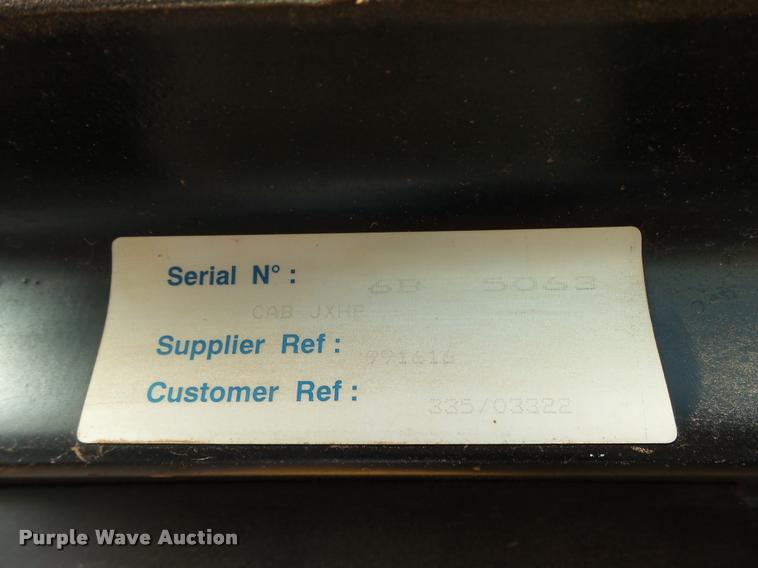 Serial N° : 6B 5063
CAB JXHP
Supplier Ref : 991616
Customer Ref : 335/03322
Purple Wave Auction